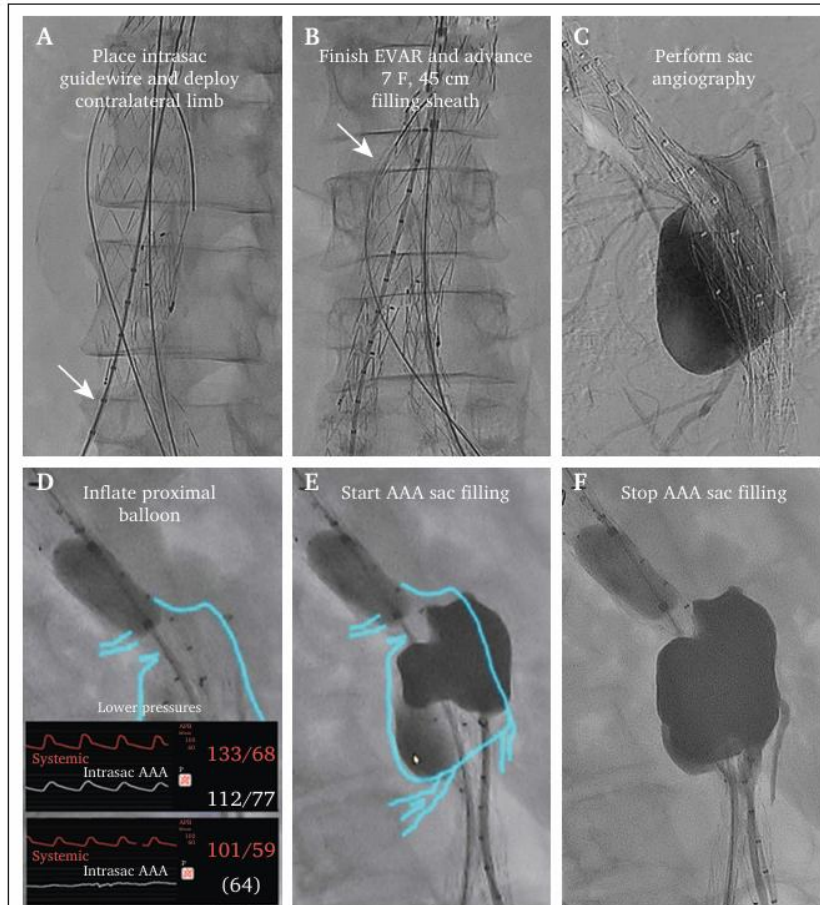 A
Place intrasac
guidewire and deploy
contralateral limb
B
Finish EVAR and advance
7 F, 45 cm
filling sheath
C
Perform sac
angiography
D
Inflate proximal
balloon
Lower pressures
Systemic
Intrasac AAA
133/68
112/77
Systemic
Intrasac AAA
101/59
(64)
E
Start AAA sac filling
F
Stop AAA sac filling